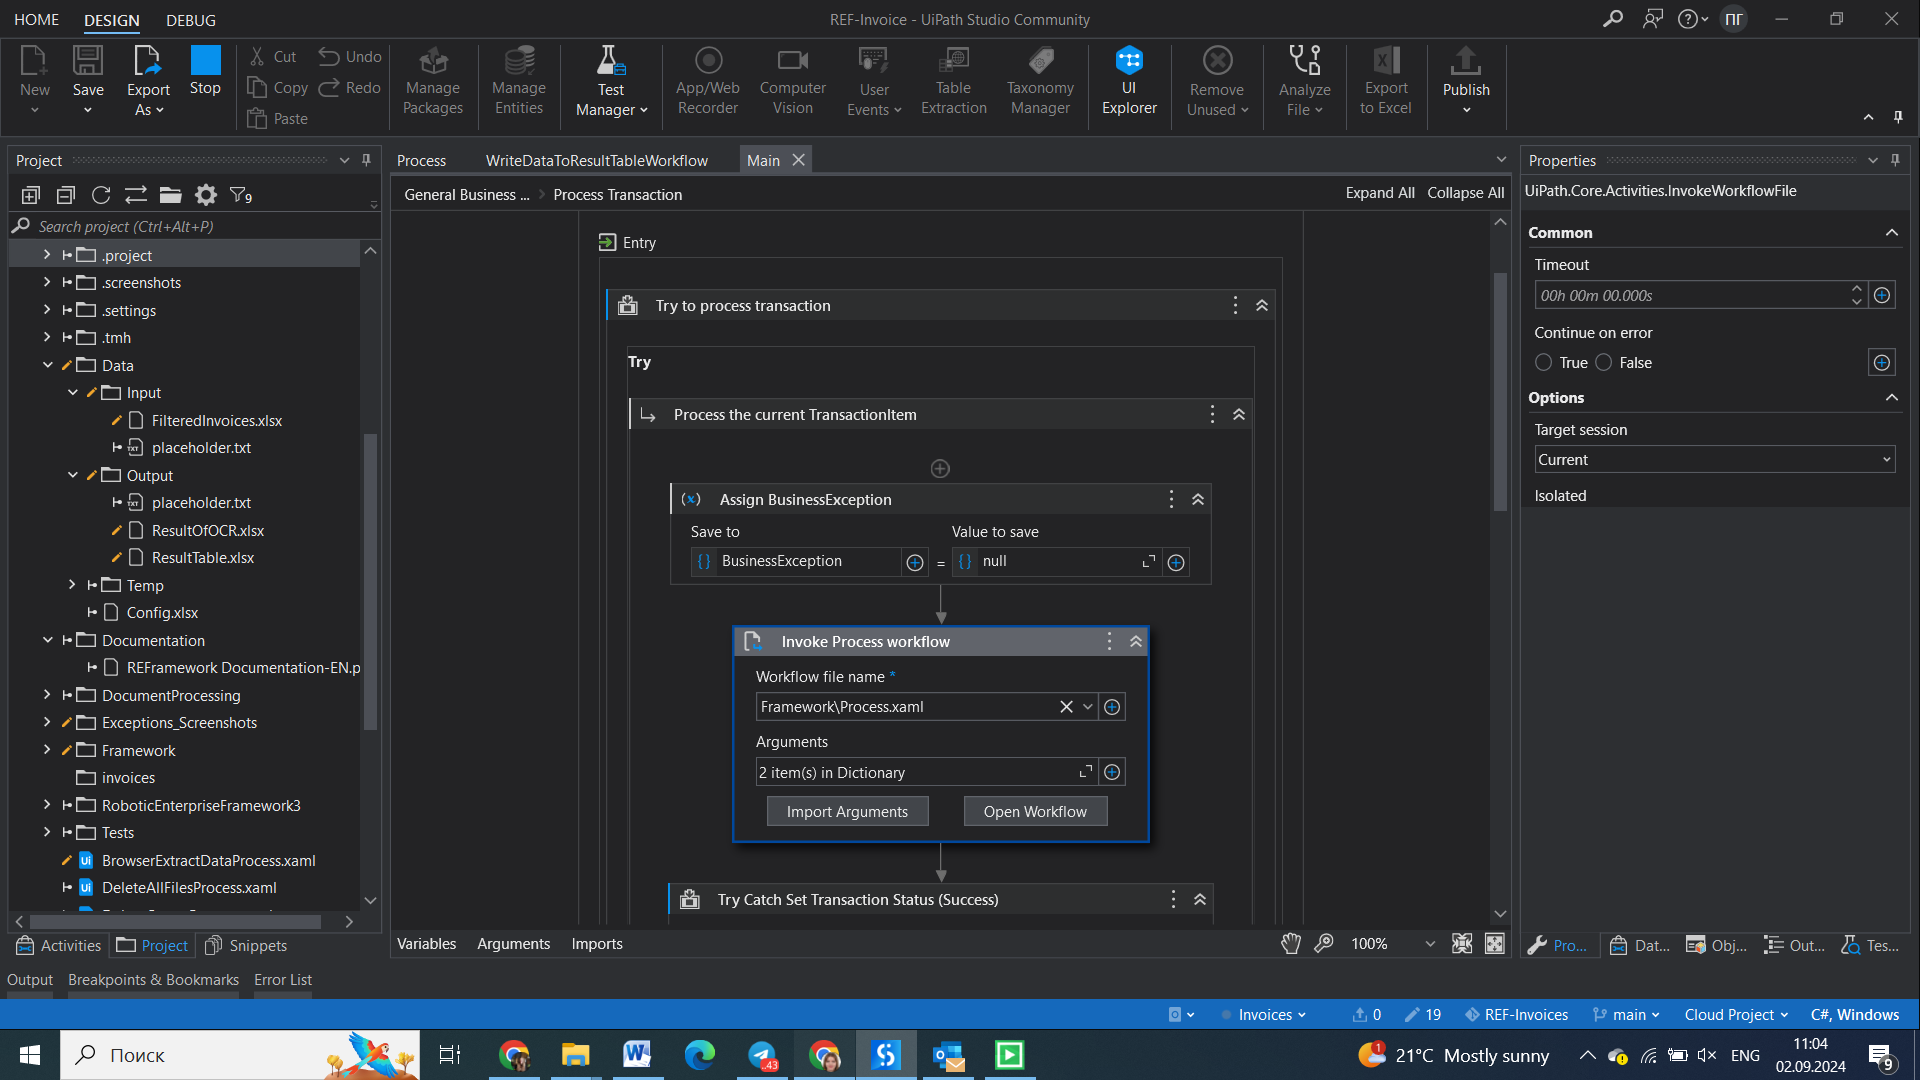 HOME DESIGN DEBUG
REF-Invoice - UiPath Studio Community
ПГ
New
Save
Export As
Stop
Cut
Copy
Paste
Undo
Redo
Manage Packages
Manage Entities
Test Manager
App/Web Recorder
Computer Vision
User Events
Table Extraction
Taxonomy Manager
UI Explorer
Remove Unused
Analyze File
Export to Excel
Publish
Project
9
Search project (Ctrl+Alt+P)
.project
.screenshots
.settings
.tmh
Data
Input
FilteredInvoices.xlsx
placeholder.txt
Output
placeholder.txt
ResultOfOCR.xlsx
ResultTable.xlsx
Temp
Config.xlsx
Documentation
REFramework Documentation-EN.p
DocumentProcessing
Exceptions_Screenshots
Framework
invoices
RoboticEnterpriseFramework3
Tests
BrowserExtractDataProcess.xaml
DeleteAllFilesProcess.xaml
Activities Project Snippets
Process WriteDataToResultTableWorkflow Main
General Business ... > Process Transaction
Expand All Collapse All
Entry
Try to process transaction
Try
Process the current TransactionItem
(x) Assign BusinessException
Save to Value to save
{} BusinessException = {} null
Invoke Process workflow
Workflow file name *
Framework\Process.xaml
Arguments
2 item(s) in Dictionary
Import Arguments Open Workflow
Try Catch Set Transaction Status (Success)
Variables Arguments Imports
100%
Properties
UiPath.Core.Activities.InvokeWorkflowFile
Common
Timeout
00h 00m 00.000s
Continue on error
True False
Options
Target session
Current
Isolated
Pro... Dat... Obj... Out... Tes...
Output Breakpoints & Bookmarks Error List
Invoices 0 19 REF-Invoices main Cloud Project C#, Windows
Поиск
43
1
21°C Mostly sunny
ENG
11:04
02.09.2024
9